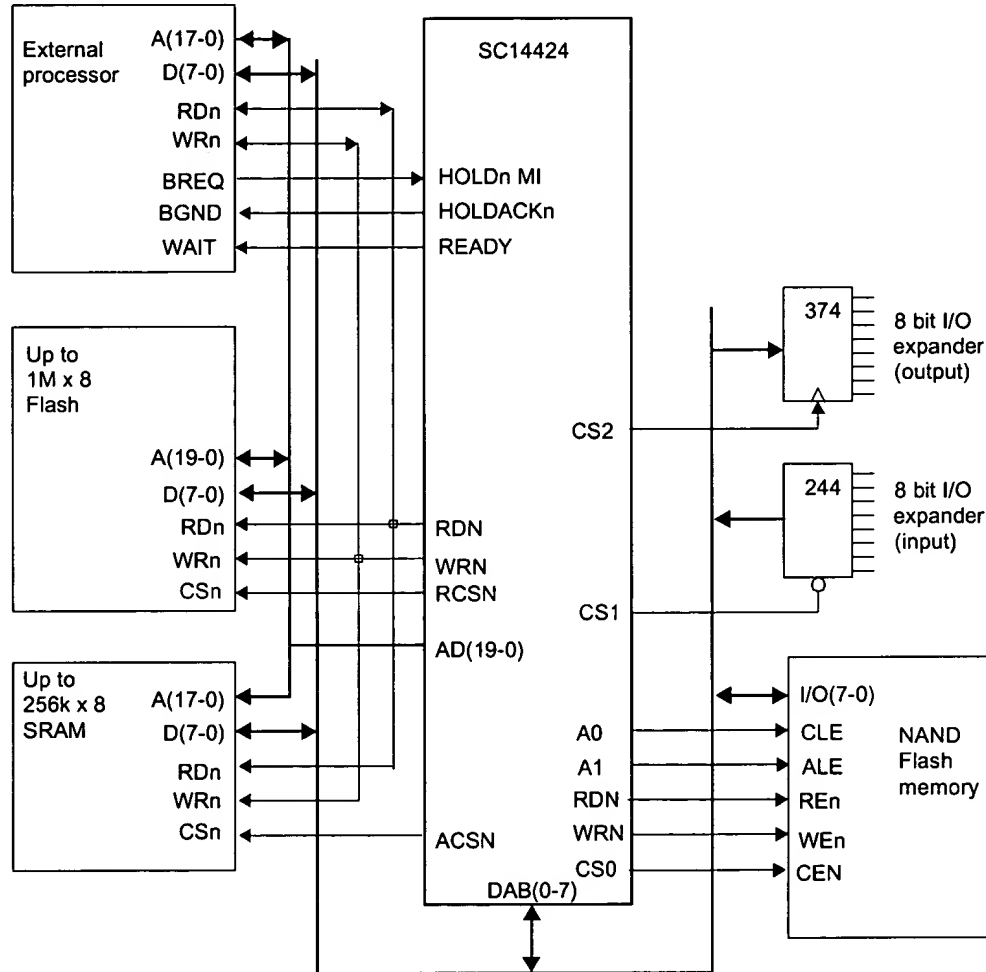 External
processor
A(17-0)
D(7-0)
RDn
WRn
BREQ
BGND
WAIT
Up to
1M x 8
Flash
A(19-0)
D(7-0)
RDn
WRn
CSn
Up to
256k x 8
SRAM
A(17-0)
D(7-0)
RDn
WRn
CSn
SC14424
HOLDn MI
HOLDACKn
READY
RDN
WRN
RCSN
AD(19-0)
ACSN
CS2
CS1
A0
A1
RDN
WRN
CS0
DAB(0-7)
374
8 bit I/O
expander
(output)
244
8 bit I/O
expander
(input)
I/O(7-0)
CLE
ALE
REn
WEn
CEN
NAND
Flash
memory